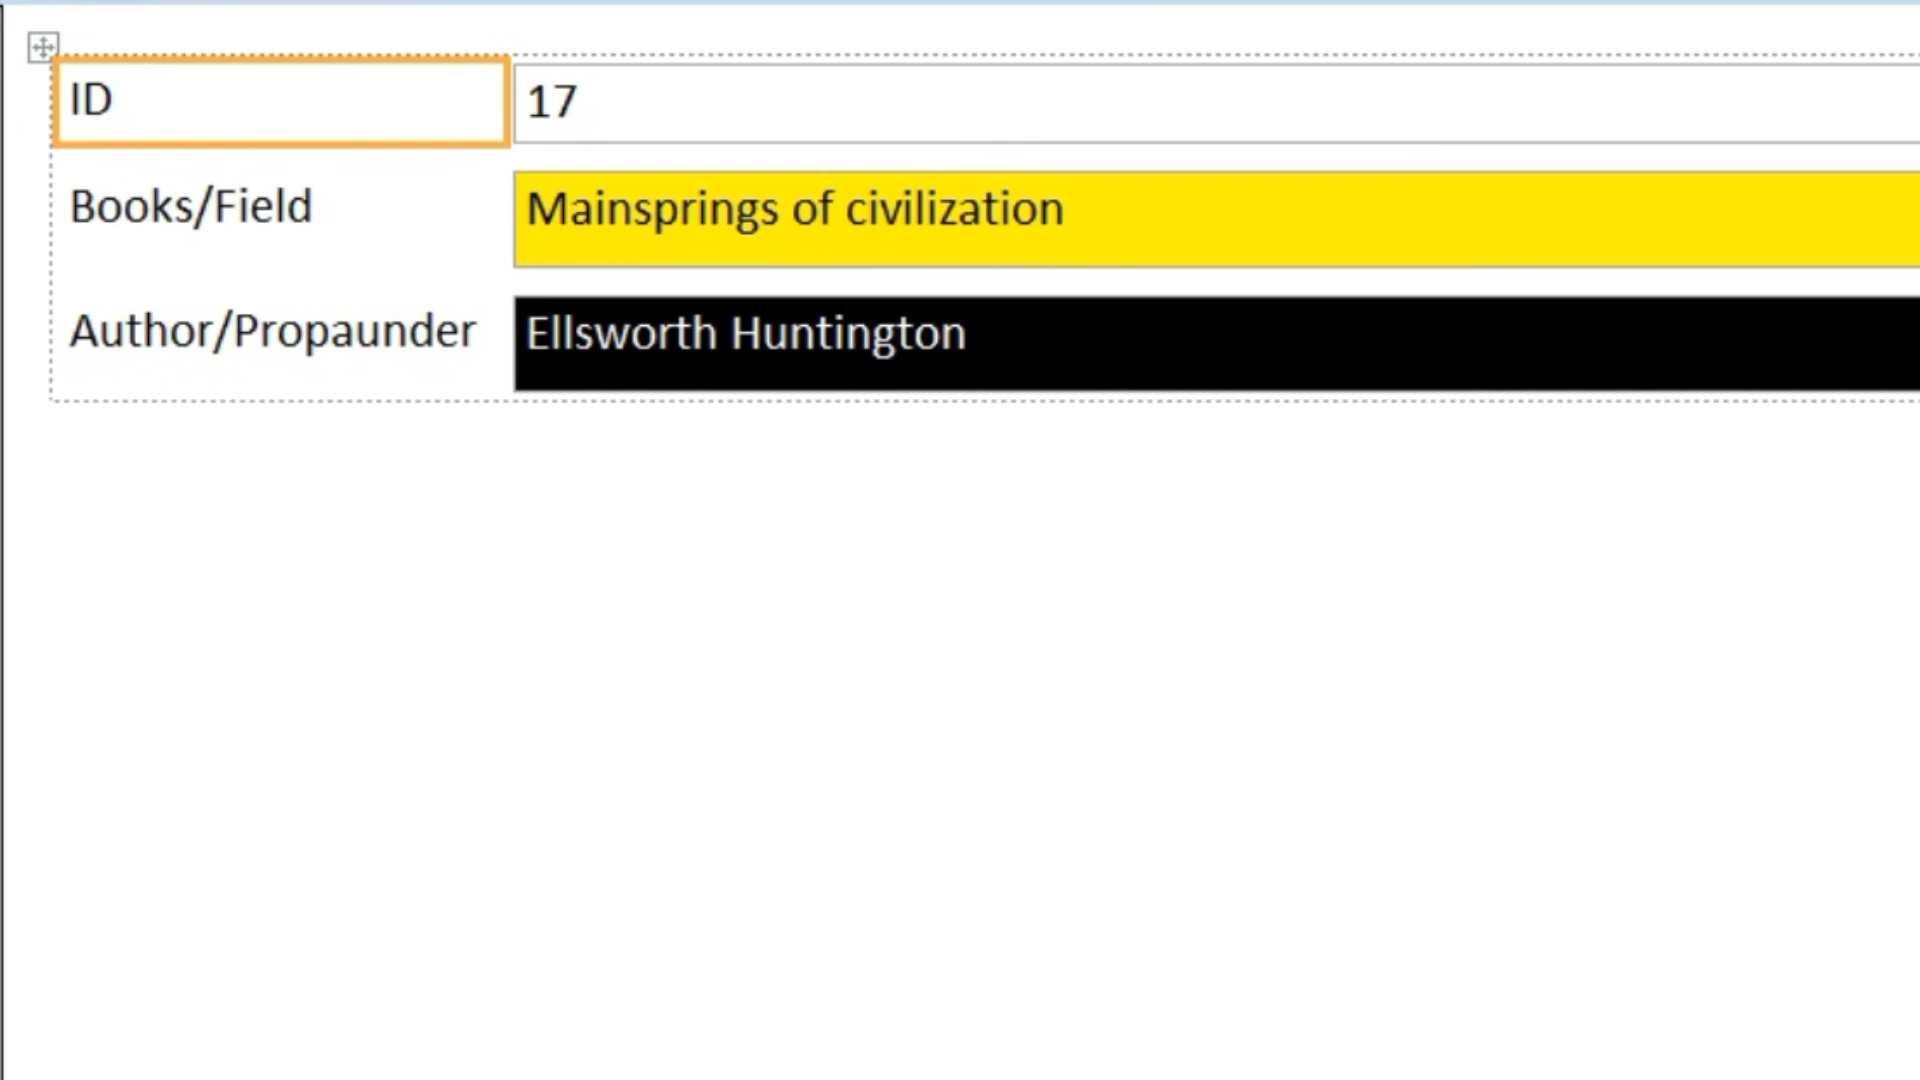 ID 17
Books/Field Mainsprings of civilization
Author/Propaunder Ellsworth Huntington